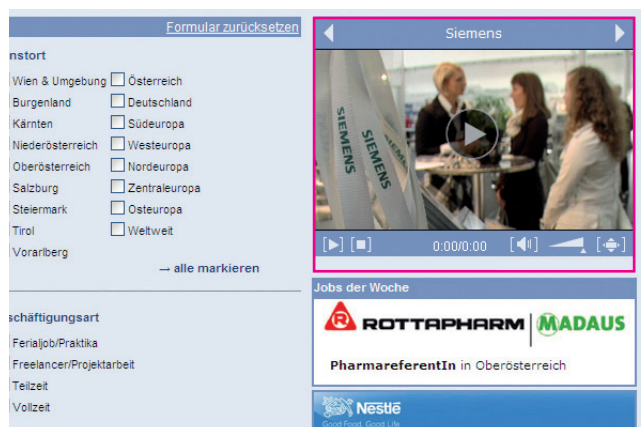 Formular zurücksetzen
nstort
Wien & Umgebung
Österreich
Burgenland
Deutschland
Kärnten
Südeuropa
Niederösterreich
Westeuropa
Oberösterreich
Nordeuropa
Salzburg
Zentraleuropa
Steiermark
Osteuropa
Tirol
Weltweit
Vorarlberg
→ alle markieren
schäftigungsart
Ferialjob/Praktika
Freelancer/Projektarbeit
Teilzeit
Vollzeit
Siemens
SIEMENS
SIEMENS
0:00/0:00
Jobs der Woche
ROTTAPHARM MADAUS
PharmareferentIn in Oberösterreich
Nestlé
Good Food, Good Life